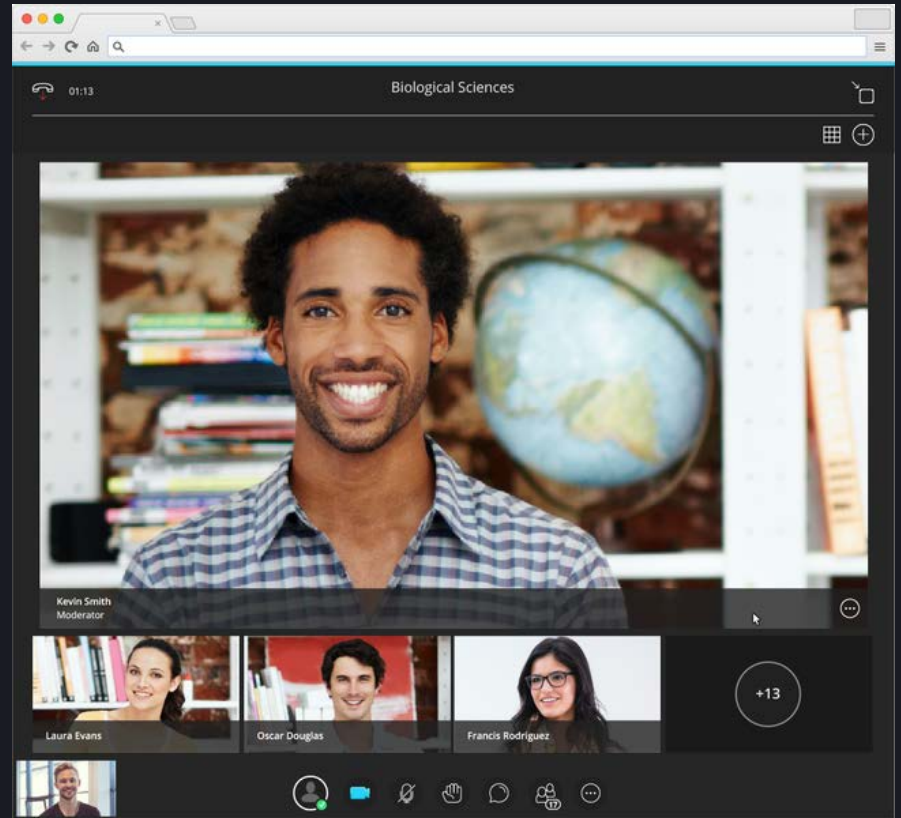 01:13
Biological Sciences
Kevin Smith
Moderator
Laura Evans
Oscar Douglas
Francis Rodriguez
+13
17